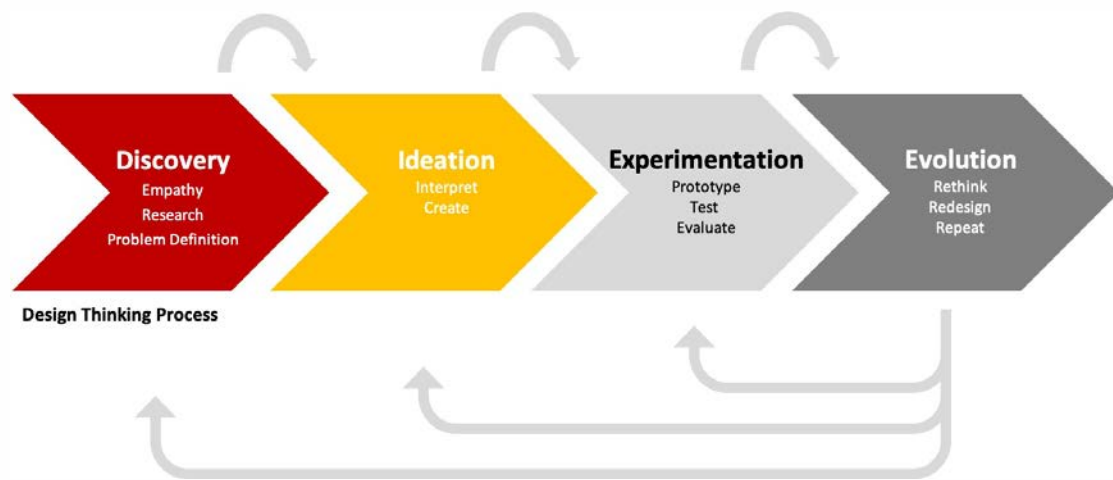 Discovery
Empathy
Research
Problem Definition
Ideation
Interpret
Create
Experimentation
Prototype
Test
Evaluate
Evolution
Rethink
Redesign
Repeat
Design Thinking Process